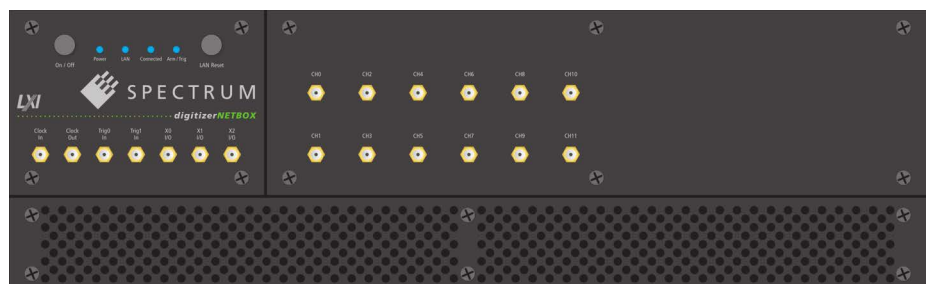 On / Off
Power LAN Connected Arm/Trig
LAN Reset
SPECTRUM
LXI
digitizerNETBOX
Clock In
Clock Out
Trig0 In
Trig1 In
X0 I/O
X1 I/O
X2 I/O
CH0 CH2 CH4 CH6 CH8 CH10
CH1 CH3 CH5 CH7 CH9 CH11